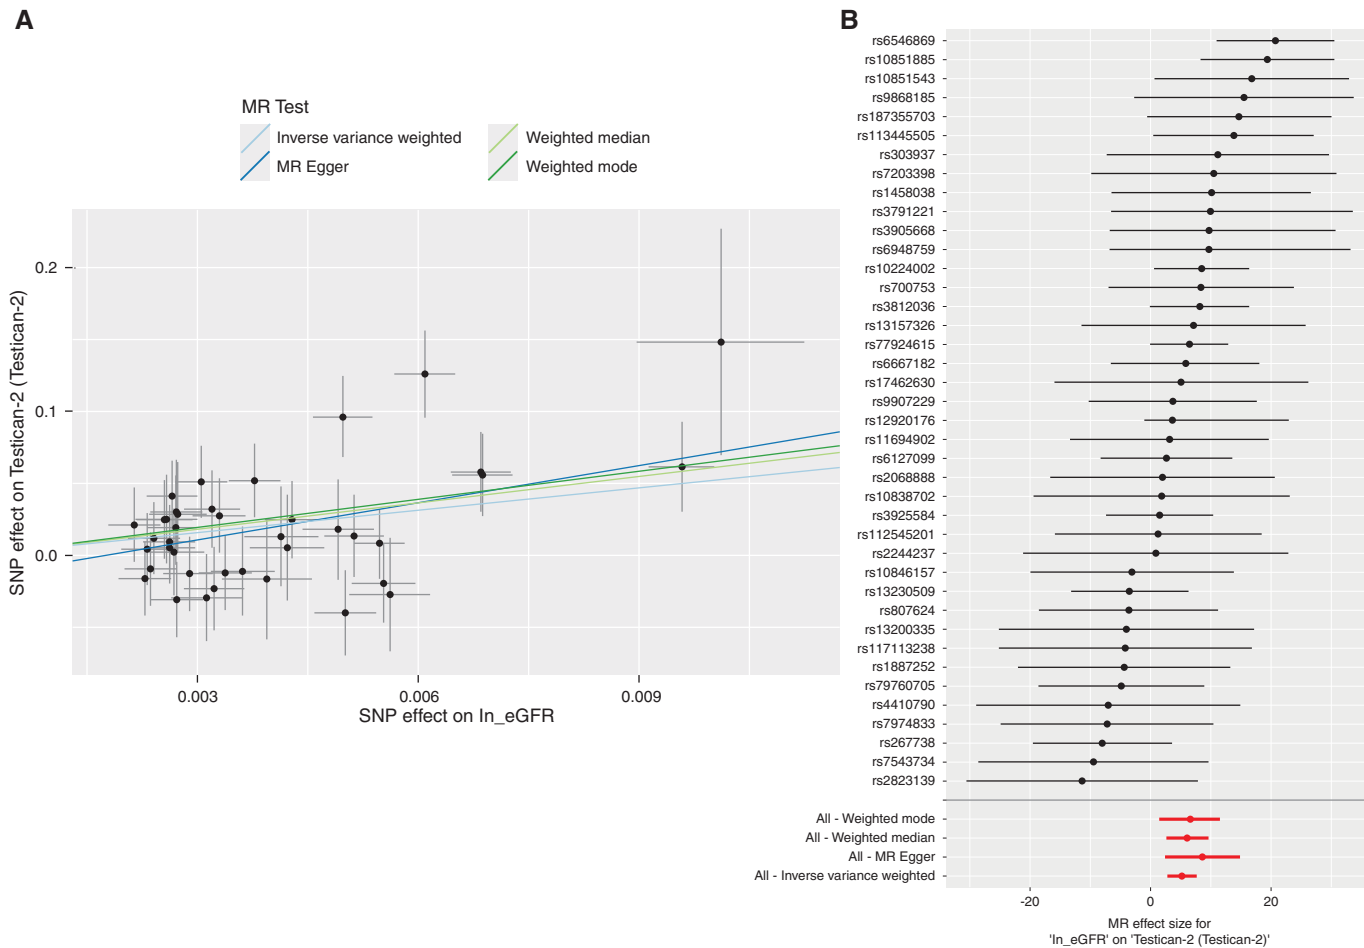 A
MR Test
Inverse variance weighted
MR Egger
Weighted median
Weighted mode
SNP effect on Testican-2 (Testican-2)
0.2
0.1
0.0
0.003
0.006
0.009
SNP effect on In_eGFR
B
rs6546869
rs10851885
rs10851543
rs9868185
rs187355703
rs113445505
rs303937
rs7203398
rs1458038
rs3791221
rs3905668
rs6948759
rs10224002
rs700753
rs3812036
rs13157326
rs77924615
rs6667182
rs17462630
rs9907229
rs12920176
rs11694902
rs6127099
rs2068888
rs10838702
rs3925584
rs112545201
rs2244237
rs10846157
rs13230509
rs807624
rs13200335
rs117113238
rs1887252
rs79760705
rs4410790
rs7974833
rs267738
rs7543734
rs2823139
All - Weighted mode
All - Weighted median
All - MR Egger
All - Inverse variance weighted
-20
0
20
MR effect size for
'In_eGFR' on 'Testican-2 (Testican-2)'